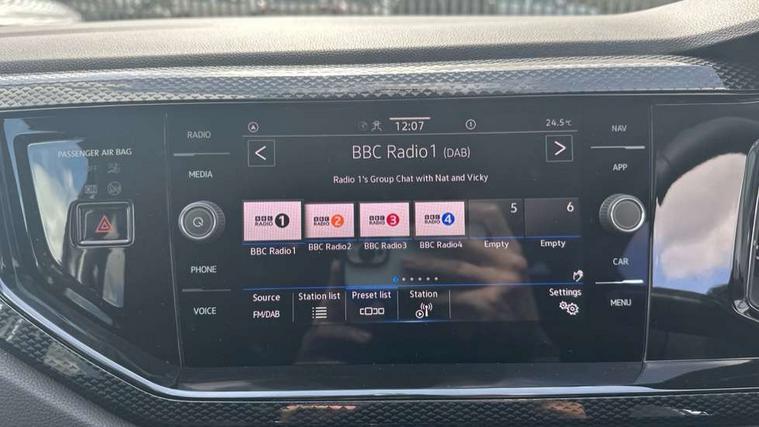 RADIO
MEDIA
PHONE
VOICE
PASSENGER AIR BAG
OFF
12:07
24.5°C
BBC Radio1 (DAB)
Radio 1's Group Chat with Nat and Vicky
BBC RADIO 1
BBC RADIO 2
BBC RADIO 3
BBC RADIO 4
5
6
BBC Radio1
BBC Radio2
BBC Radio3
BBC Radio4
Empty
Empty
Source
FM/DAB
Station list
Preset list
Station
Settings
NAV
APP
CAR
MENU